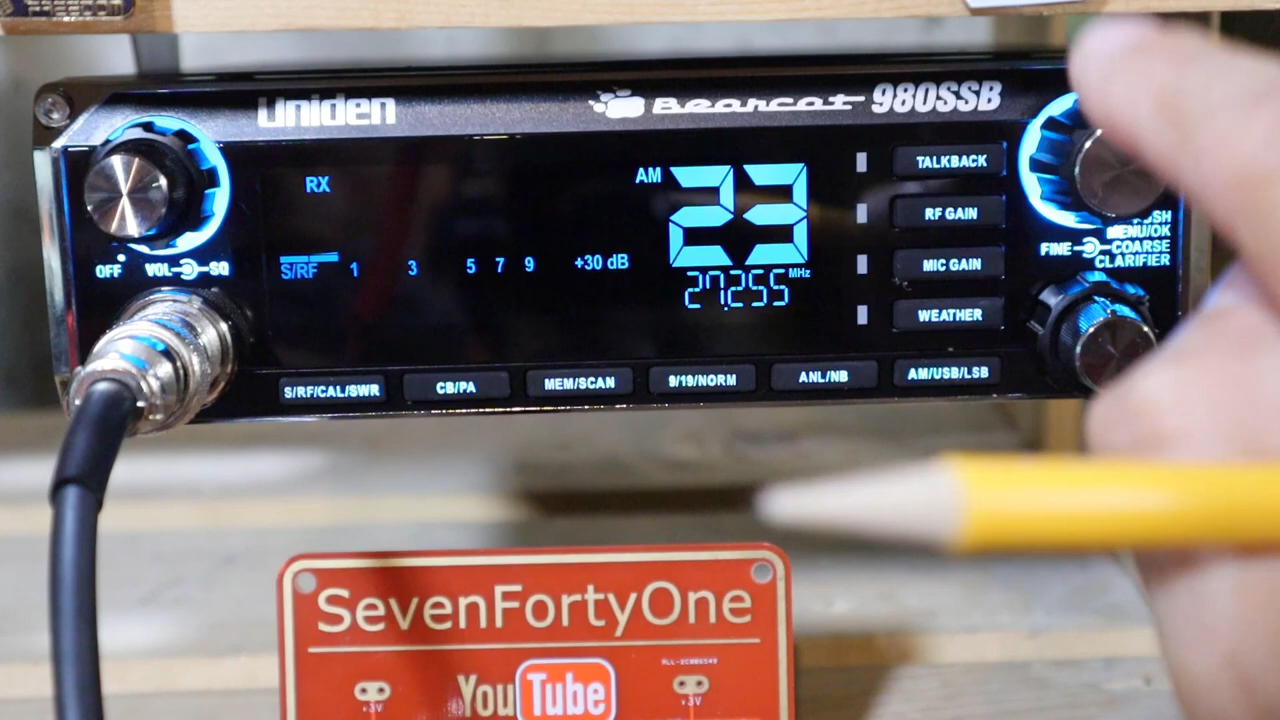 Uniden
Bearcat 980SSB
RX
AM
23
27.255 MHz
S/RF 1 3 5 7 9 +30 dB
TALKBACK
RF GAIN
MIC GAIN
WEATHER
OFF VOL SQ
MENU/OK
FINE COARSE
CLARIFIER
S/RF/CAL/SWR
CB/PA
MEM/SCAN
9/19/NORM
ANL/NB
AM/USB/LSB
SevenFortyOne
YouTube
+3V
+3V